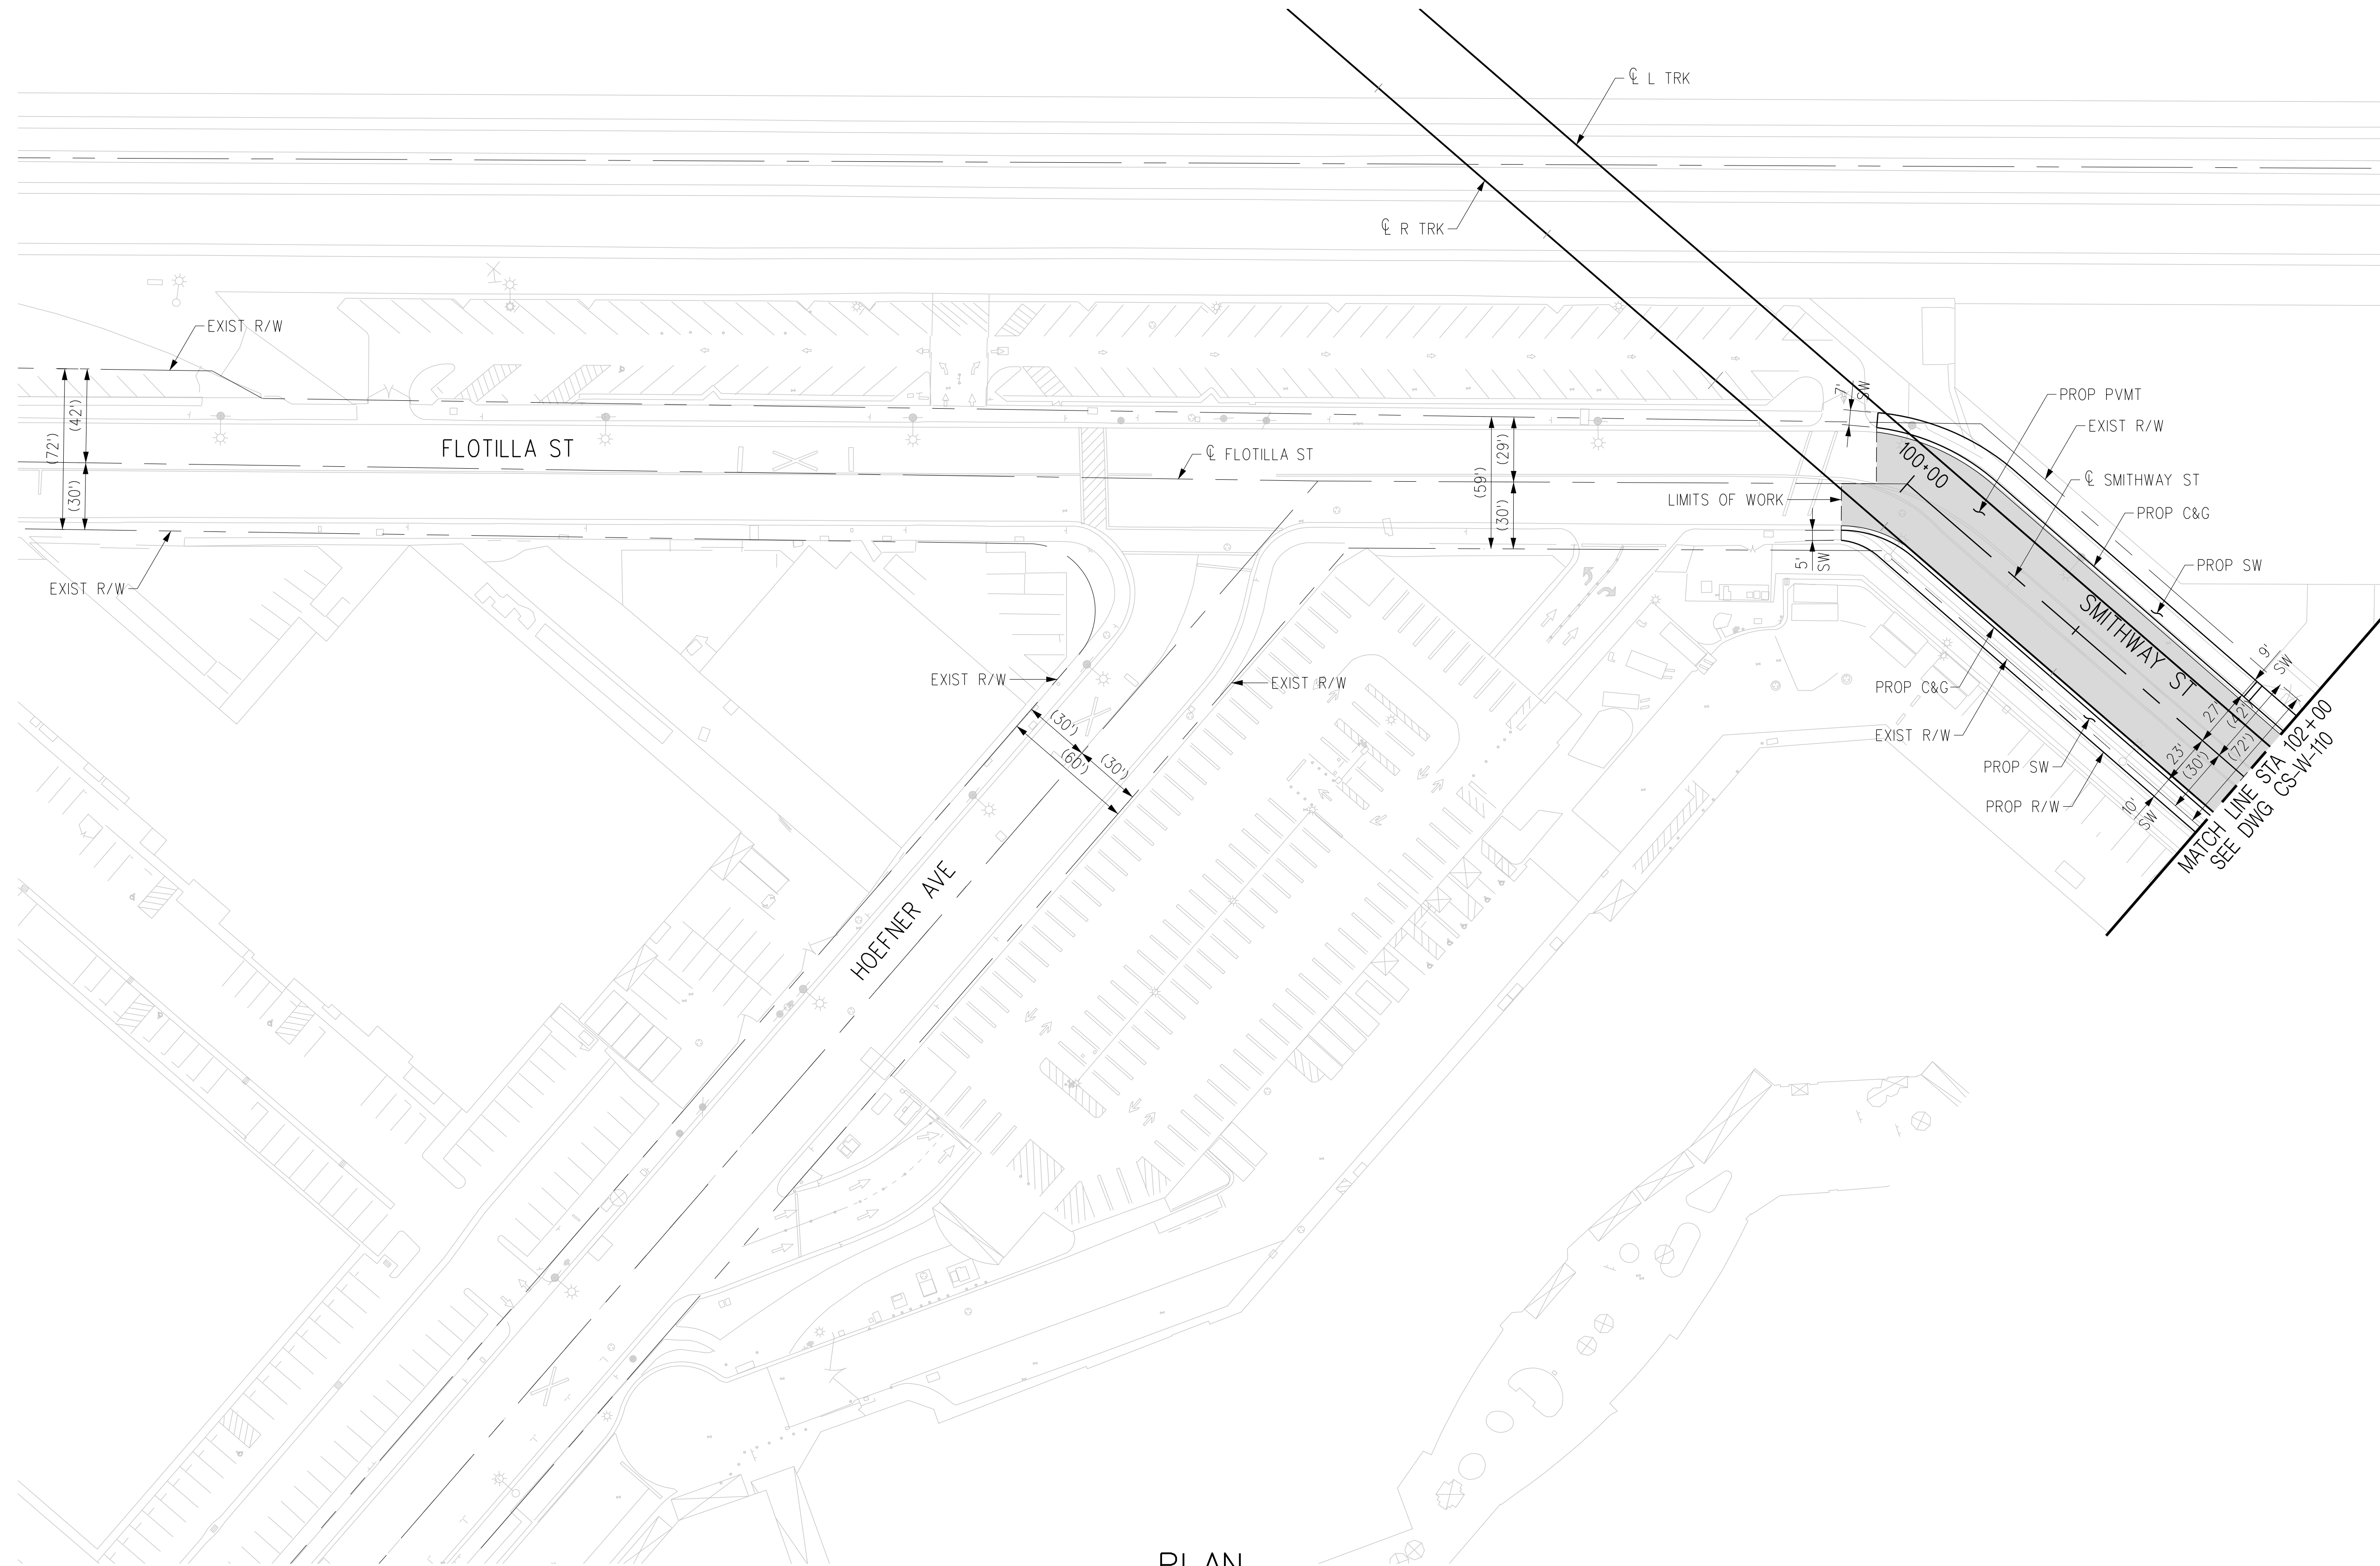 ℄ L TRK
℄ R TRK
EXIST R/W
(72')
(42')
(30')
FLOTILLA ST
℄ FLOTILLA ST
(59')
(29')
(30')
LIMITS OF WORK
7'
SW
5'
SW
100+00
PROP PVMT
EXIST R/W
℄ SMITHWAY ST
PROP C&G
PROP SW
SMITHWAY ST
EXIST R/W
EXIST R/W
EXIST R/W
(30')
(30')
(60')
HOEFNER AVE
PROP C&G
EXIST R/W
PROP SW
PROP R/W
9'
SW
27'
(42')
23'
(30')
(72')
10'
SW
MATCH LINE STA 102+00
SEE DWG CS-W-110
PLAN